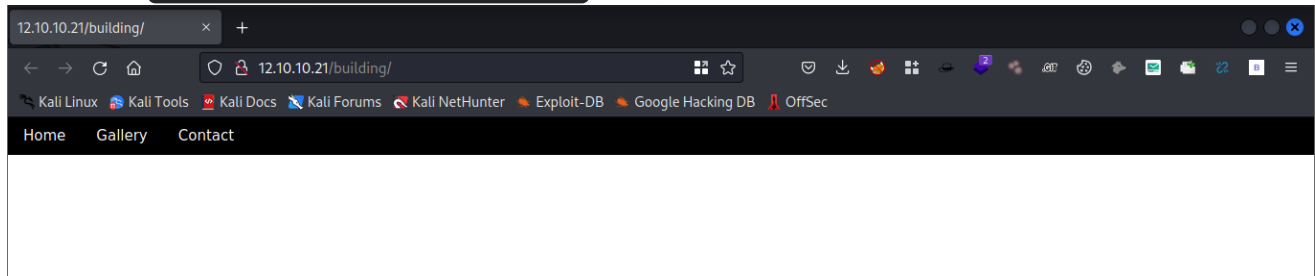 12.10.10.21/building/
12.10.10.21/building/ 2
Kali Linux Kali Tools Kali Docs Kali Forums Kali NetHunter Exploit-DB Google Hacking DB OffSec
Home Gallery Contact